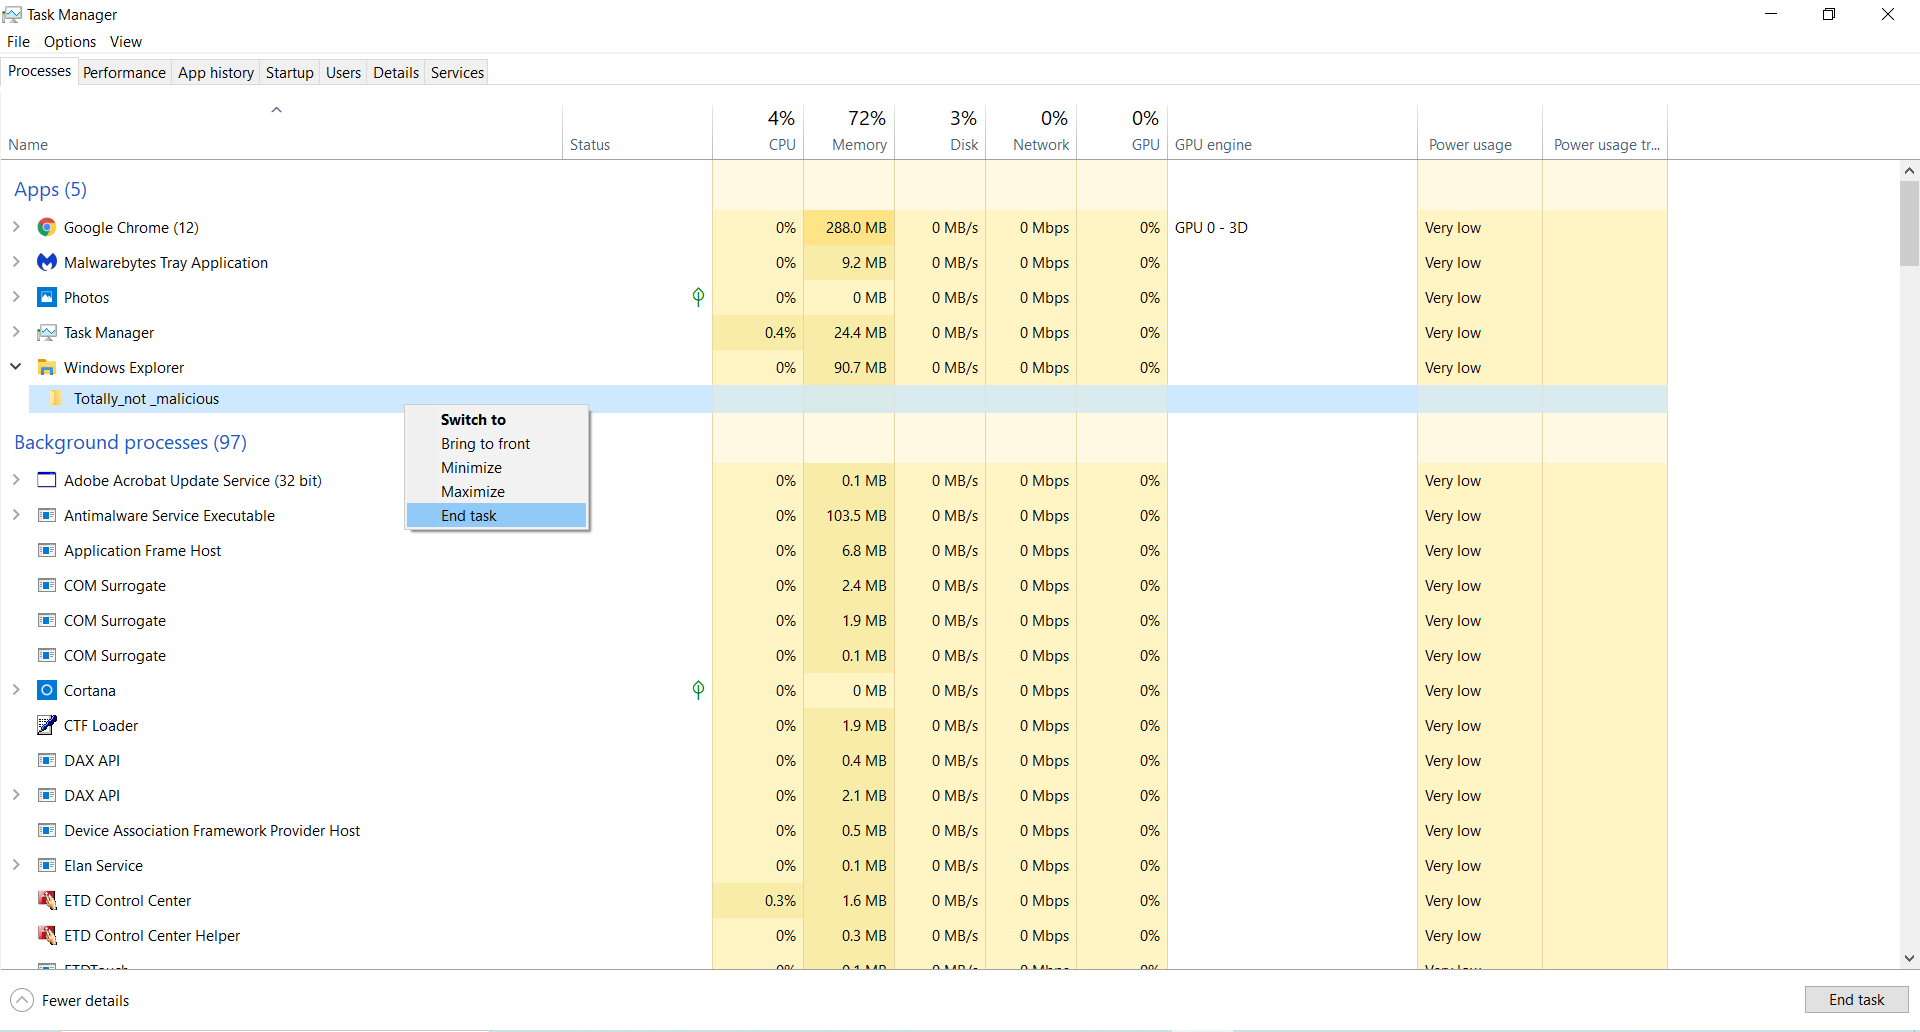 Task Manager
File Options View
Processes Performance App history Startup Users Details Services
4% 72% 3% 0% 0%
Name Status CPU Memory Disk Network GPU GPU engine Power usage Power usage tr...
Apps (5)
Google Chrome (12) 0% 288.0 MB 0 MB/s 0 Mbps 0% GPU 0 - 3D Very low
Malwarebytes Tray Application 0% 9.2 MB 0 MB/s 0 Mbps 0% Very low
Photos 0% 0 MB 0 MB/s 0 Mbps 0% Very low
Task Manager 0.4% 24.4 MB 0 MB/s 0 Mbps 0% Very low
Windows Explorer 0% 90.7 MB 0 MB/s 0 Mbps 0% Very low
Totally_not _malicious
Switch to
Bring to front
Minimize
Maximize
End task
Background processes (97)
Adobe Acrobat Update Service (32 bit) 0% 0.1 MB 0 MB/s 0 Mbps 0% Very low
Antimalware Service Executable 0% 103.5 MB 0 MB/s 0 Mbps 0% Very low
Application Frame Host 0% 6.8 MB 0 MB/s 0 Mbps 0% Very low
COM Surrogate 0% 2.4 MB 0 MB/s 0 Mbps 0% Very low
COM Surrogate 0% 1.9 MB 0 MB/s 0 Mbps 0% Very low
COM Surrogate 0% 0.1 MB 0 MB/s 0 Mbps 0% Very low
Cortana 0% 0 MB 0 MB/s 0 Mbps 0% Very low
CTF Loader 0% 1.9 MB 0 MB/s 0 Mbps 0% Very low
DAX API 0% 0.4 MB 0 MB/s 0 Mbps 0% Very low
DAX API 0% 2.1 MB 0 MB/s 0 Mbps 0% Very low
Device Association Framework Provider Host 0% 0.5 MB 0 MB/s 0 Mbps 0% Very low
Elan Service 0% 0.1 MB 0 MB/s 0 Mbps 0% Very low
ETD Control Center 0.3% 1.6 MB 0 MB/s 0 Mbps 0% Very low
ETD Control Center Helper 0% 0.3 MB 0 MB/s 0 Mbps 0% Very low
Fewer details End task